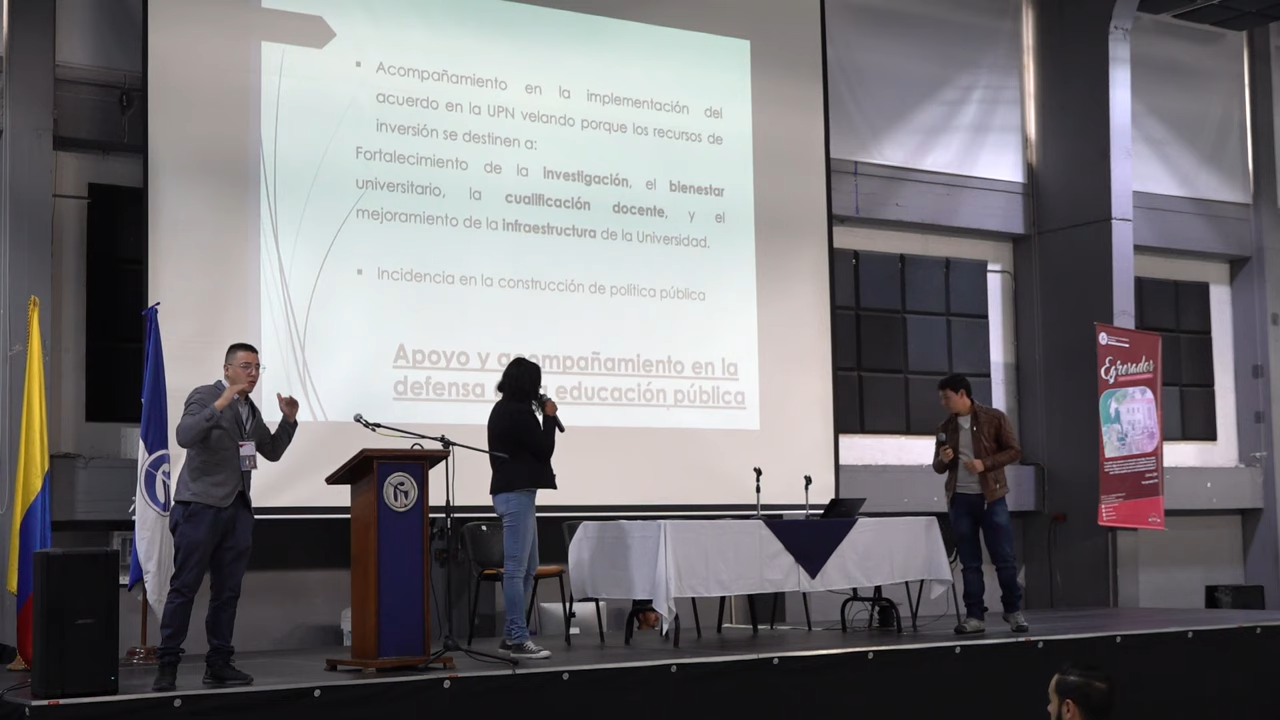 Acompañamiento en la implementación del
acuerdo en la UPN velando porque los recursos de
inversión se destinen a:
Fortalecimiento de la Investigación, el bienestar
universitario, la cualificación docente, y el
mejoramiento de la Infraestructura de la Universidad.
Incidencia en la construcción de política pública
Apoyo y acompañamiento en la
defensa educación pública
Egresados